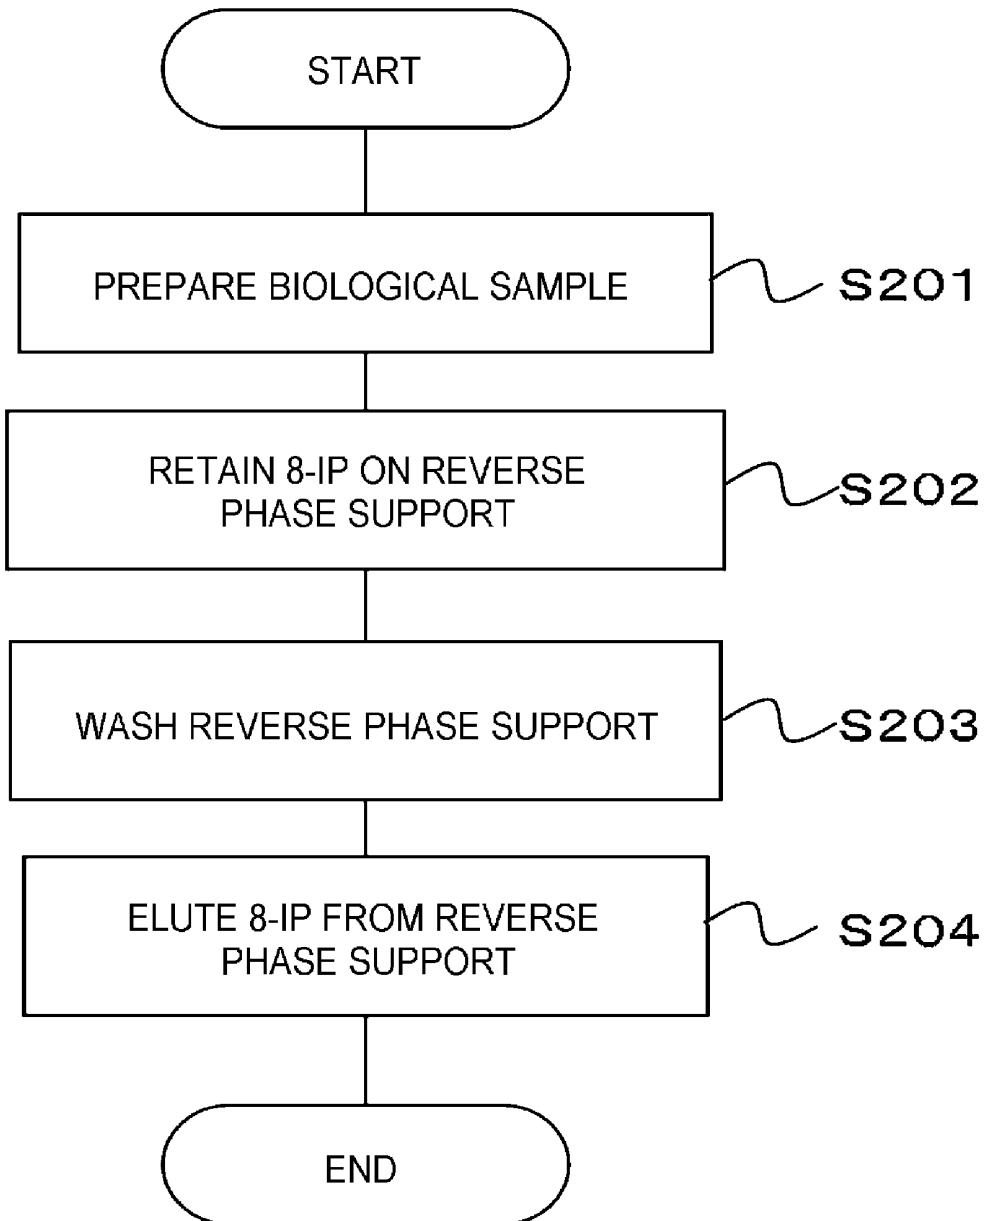 START
PREPARE BIOLOGICAL SAMPLE
S201
RETAIN 8-IP ON REVERSE
PHASE SUPPORT
S202
WASH REVERSE PHASE SUPPORT
S203
ELUTE 8-IP FROM REVERSE
PHASE SUPPORT
S204
END